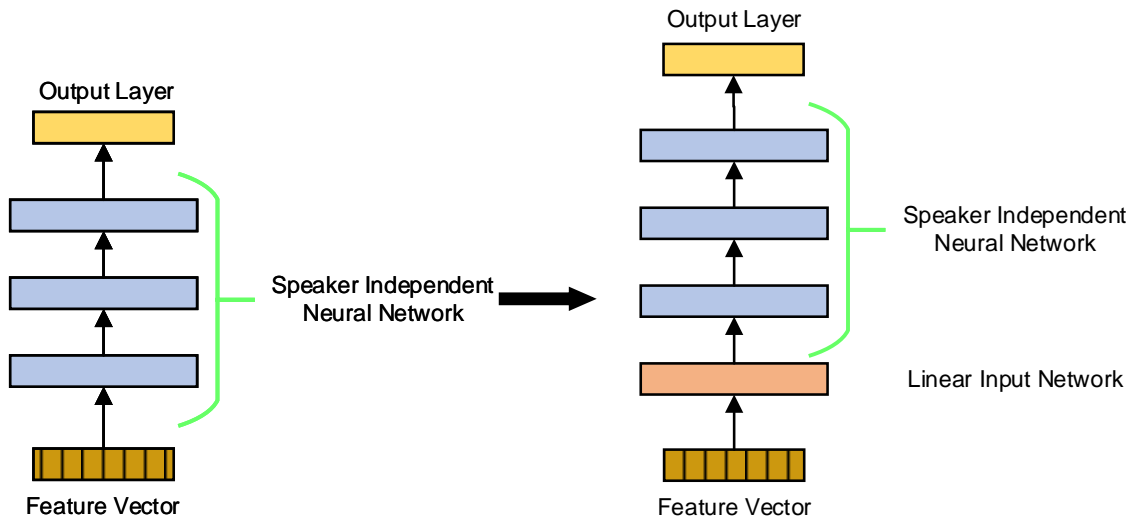 Output Layer
Speaker Independent
Neural Network
Feature Vector
Output Layer
Speaker Independent
Neural Network
Linear Input Network
Feature Vector